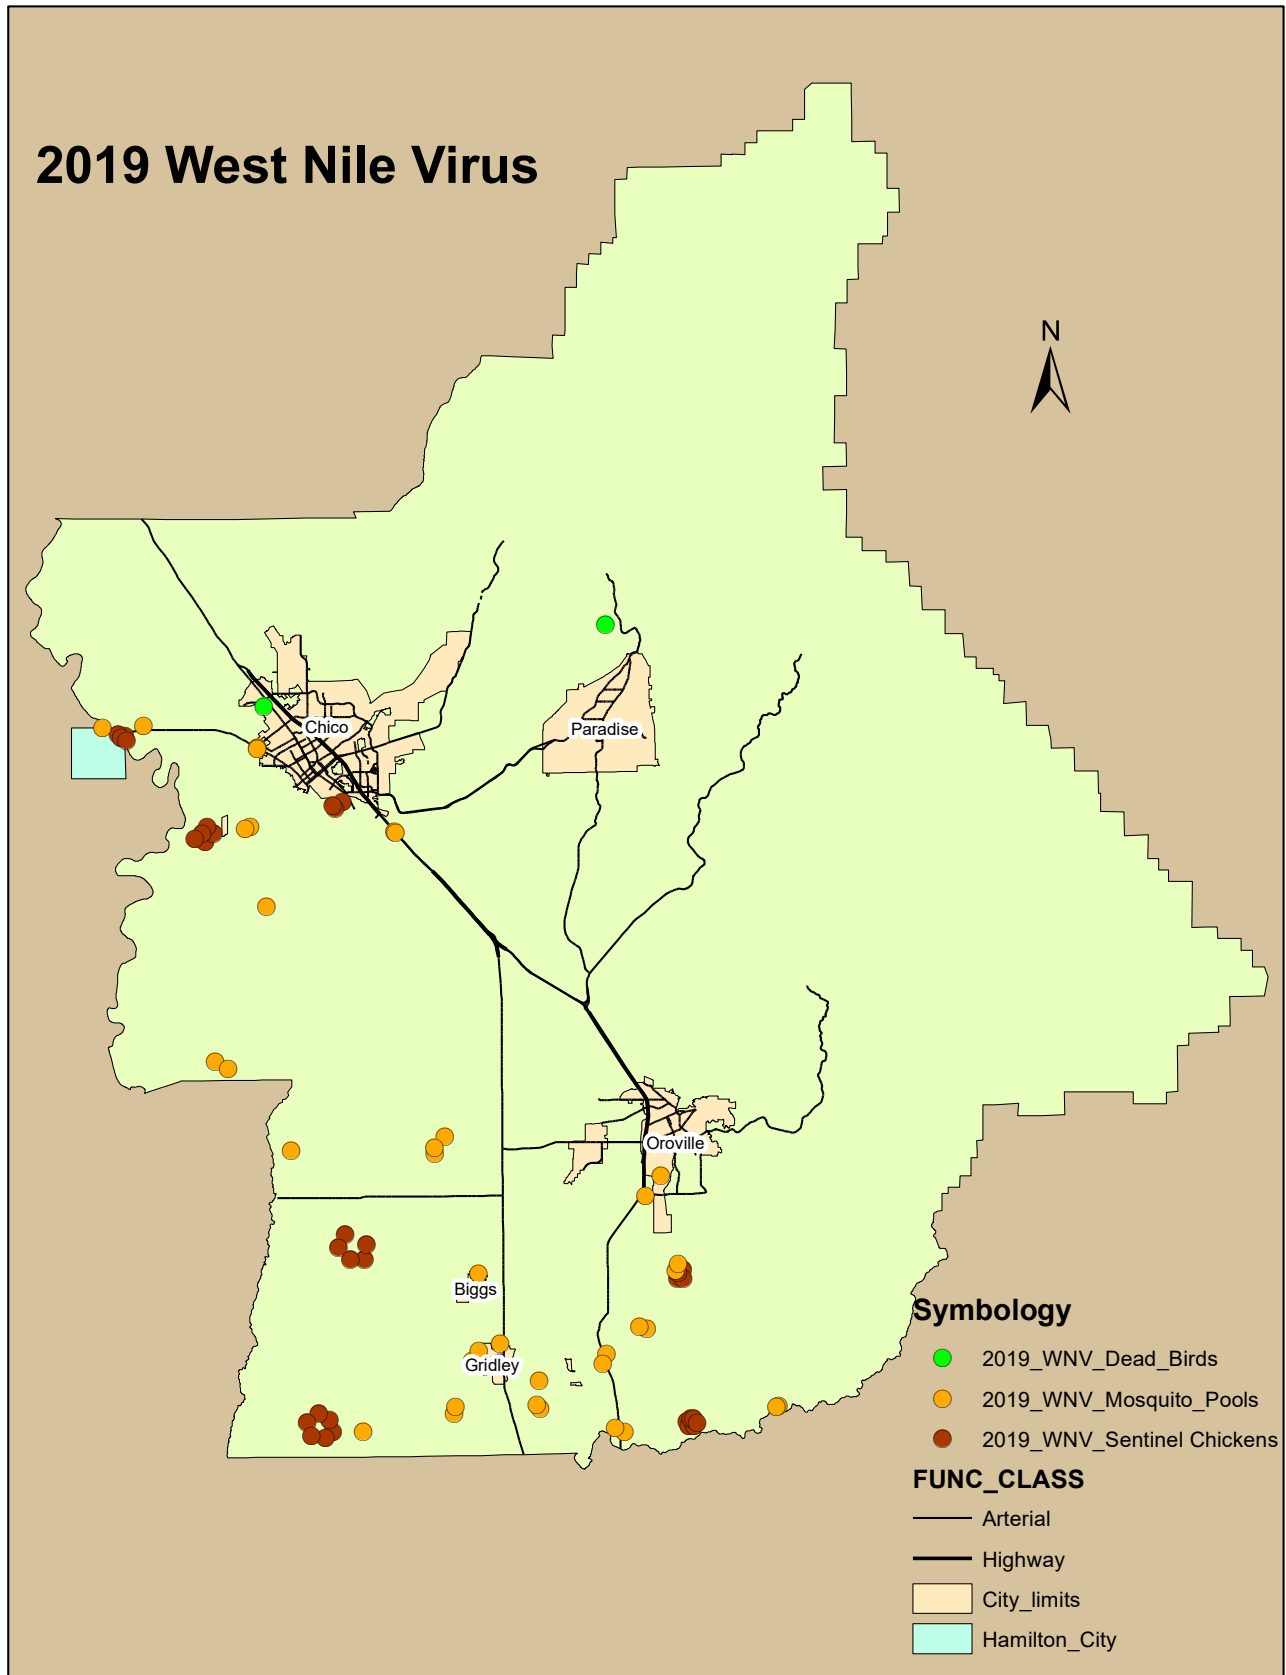 2019 West Nile Virus
N
Chico
Paradise
Oroville
Biggs
Gridley
Symbology
2019_WNV_Dead_Birds
2019_WNV_Mosquito_Pools
2019_WNV_Sentinel Chickens
FUNC_CLASS
Arterial
Highway
City_limits
Hamilton_City